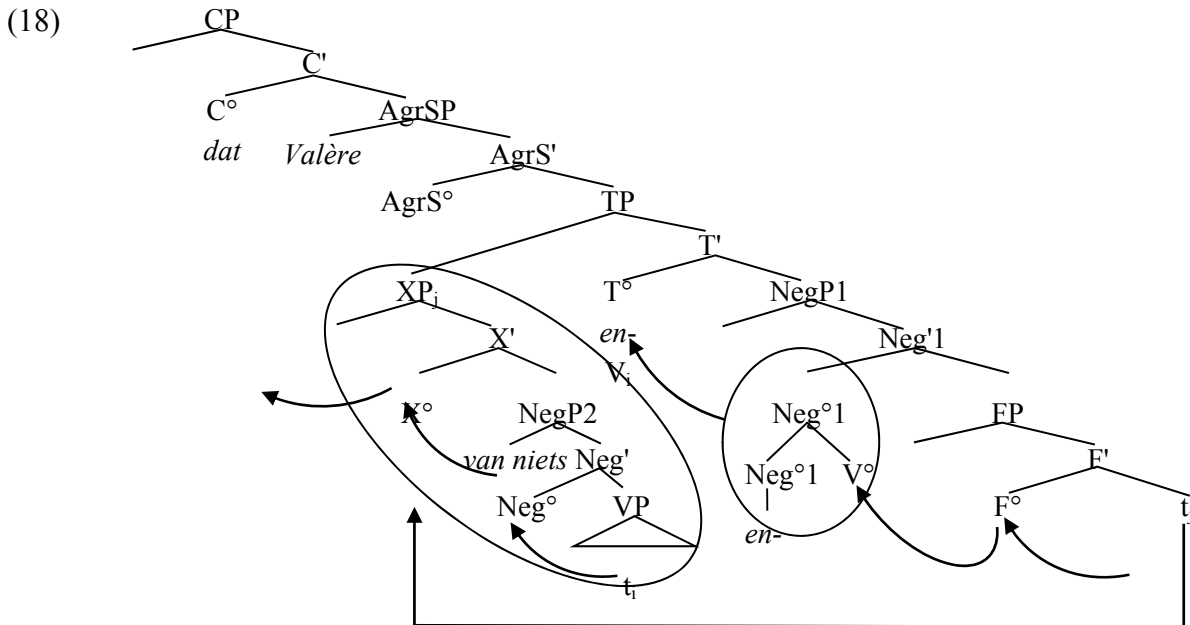 (18) CP
C'
C° AgrSP
dat Valère AgrS'
AgrS° TP
T'
XPj T° NegP1
X' en- Neg'1
Vi
X° NegP2 Neg°1 FP
van niets Neg' Neg°1 V° F'
Neg° VP en- F° t
ti